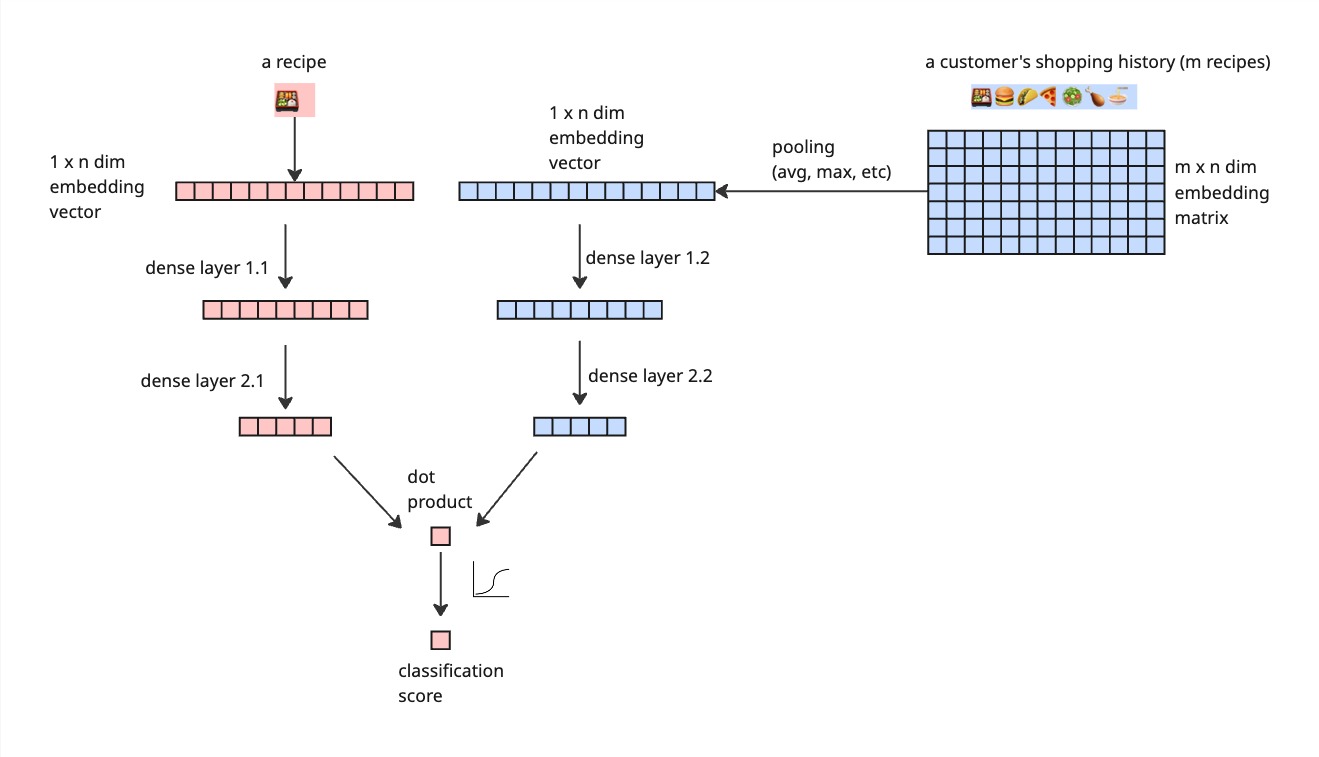 a recipe
a customer's shopping history (m recipes)
1 x n dim
embedding
vector
1 x n dim
embedding
vector
pooling
(avg, max, etc)
m x n dim
embedding
matrix
dense layer 1.1
dense layer 1.2
dense layer 2.1
dense layer 2.2
dot
product
classification
score